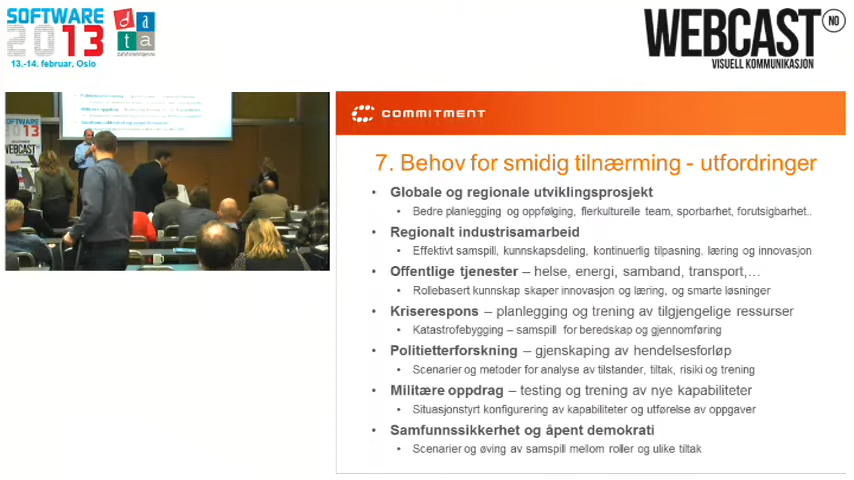 SOFTWARE
2013
13.-14. februar, Oslo
data
WEBCAST NO
VISUELL KOMMUNIKASJON
SOFTWARE
2013
WEBCAST
COMMITMENT
7. Behov for smidig tilnærming - utfordringer
• Globale og regionale utviklingsprosjekt
• Bedre planlegging og oppfølging, flerkulturelle team, sporbarhet, forutsigbarhet..
• Regionalt industrisamarbeid
• Effektivt samspill, kunnskapsdeling, kontinuerlig tilpasning, læring og innovasjon
• Offentlige tjenester – helse, energi, samband, transport,…
• Rollebasert kunnskap skaper innovasjon og læring, og smarte løsninger
• Kriserespons – planlegging og trening av tilgjengelige ressurser
• Katastrofebygging – samspill for beredskap og gjennomføring
• Politietterforskning – gjenskaping av hendelsesforløp
• Scenarier og metoder for analyse av tilstander, tiltak, risiki og trening
• Militære oppdrag – testing og trening av nye kapabiliteter
• Situasjonstyrt konfigurering av kapabiliteter og utførelse av oppgaver
• Samfunnssikkerhet og åpent demokrati
• Scenarier og øving av samspill mellom roller og ulike tiltak